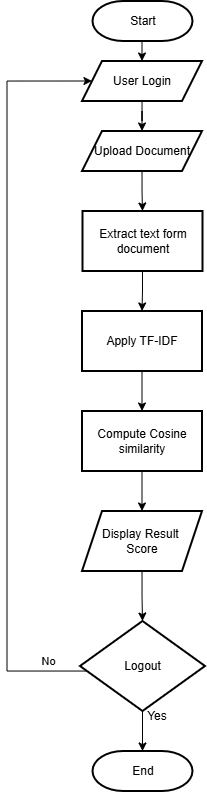 Start
User Login
Upload Document
Extract text form
document
Apply TF-IDF
Compute Cosine
similarity
Display Result
Score
Logout
No
Yes
End